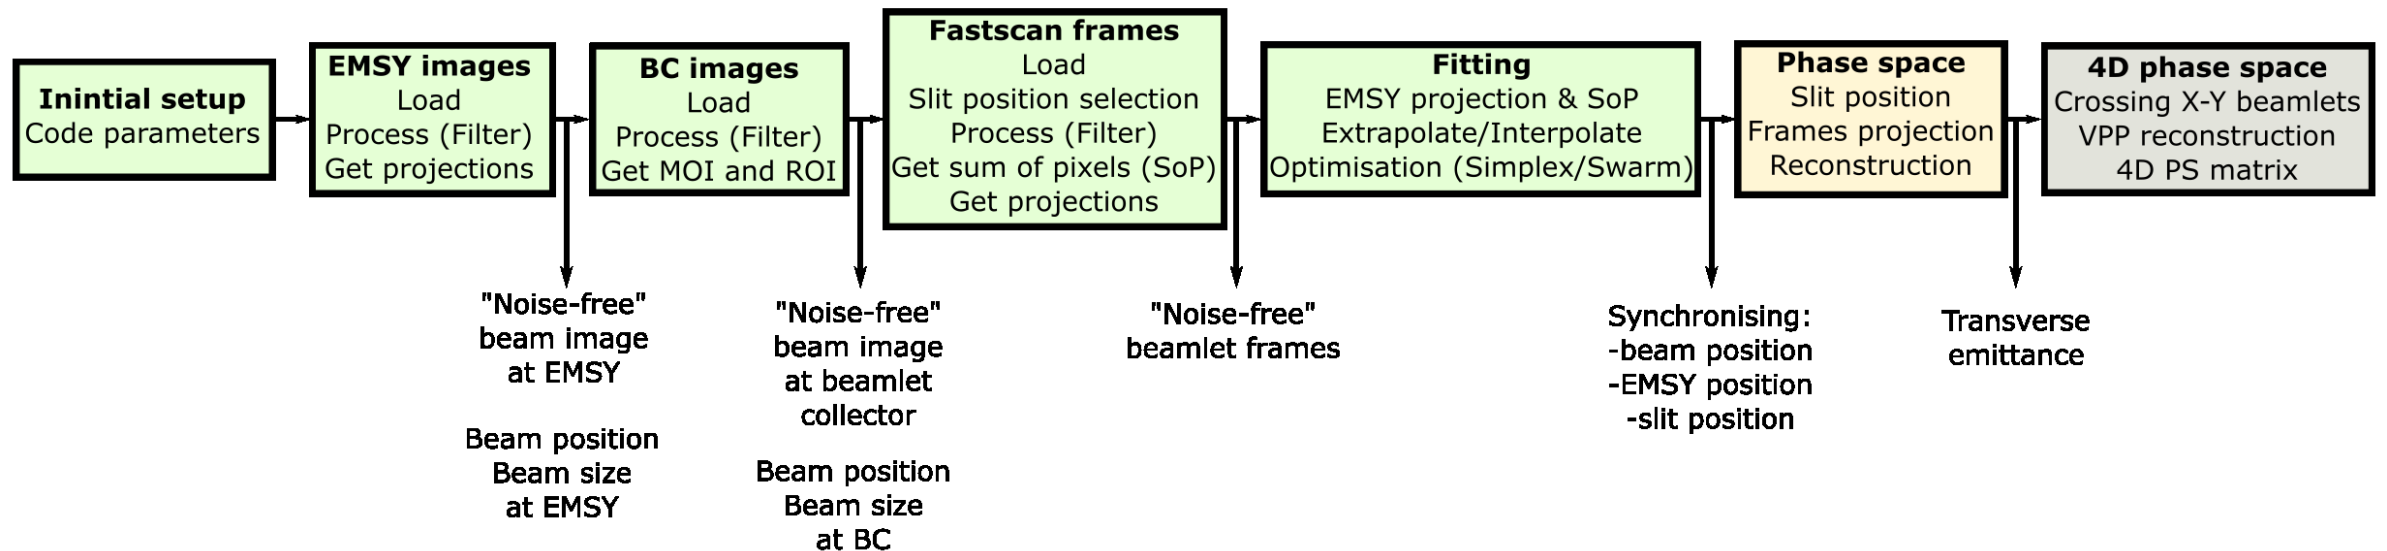 Inintial setup
Code parameters
EMSY images
Load
Process (Filter)
Get projections
BC images
Load
Process (Filter)
Get MOI and ROI
Fastscan frames
Load
Slit position selection
Process (Filter)
Get sum of pixels (SoP)
Get projections
Fitting
EMSY projection & SoP
Extrapolate/Interpolate
Optimisation (Simplex/Swarm)
Phase space
Slit position
Frames projection
Reconstruction
4D phase space
Crossing X-Y beamlets
VPP reconstruction
4D PS matrix
"Noise-free"
beam image
at EMSY
Beam position
Beam size
at EMSY
"Noise-free"
beam image
at beamlet
collector
Beam position
Beam size
at BC
"Noise-free"
beamlet frames
Synchronising:
-beam position
-EMSY position
-slit position
Transverse
emittance